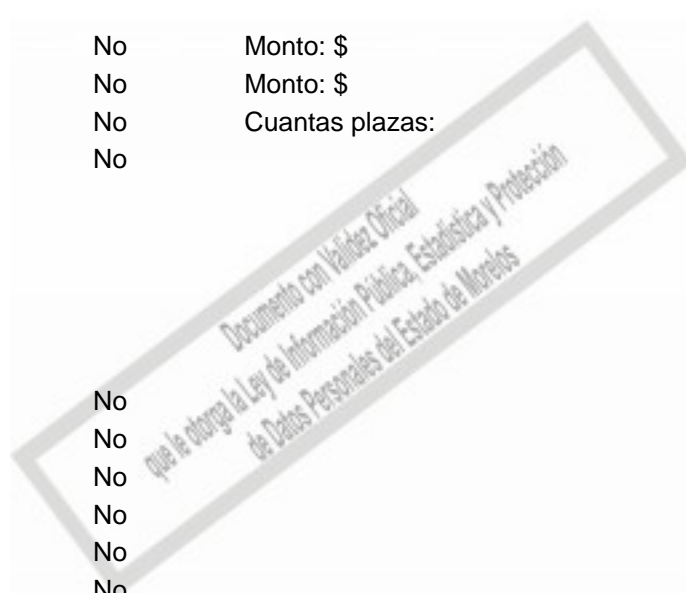 No Monto: $
No Monto: $
No Cuantas plazas:
No
Documento con Validez Oficial
que le otorga la Ley de Información Pública, Estadística y Protección
de Datos Personales del Estado de Morelos
No
No
No
No
No
No